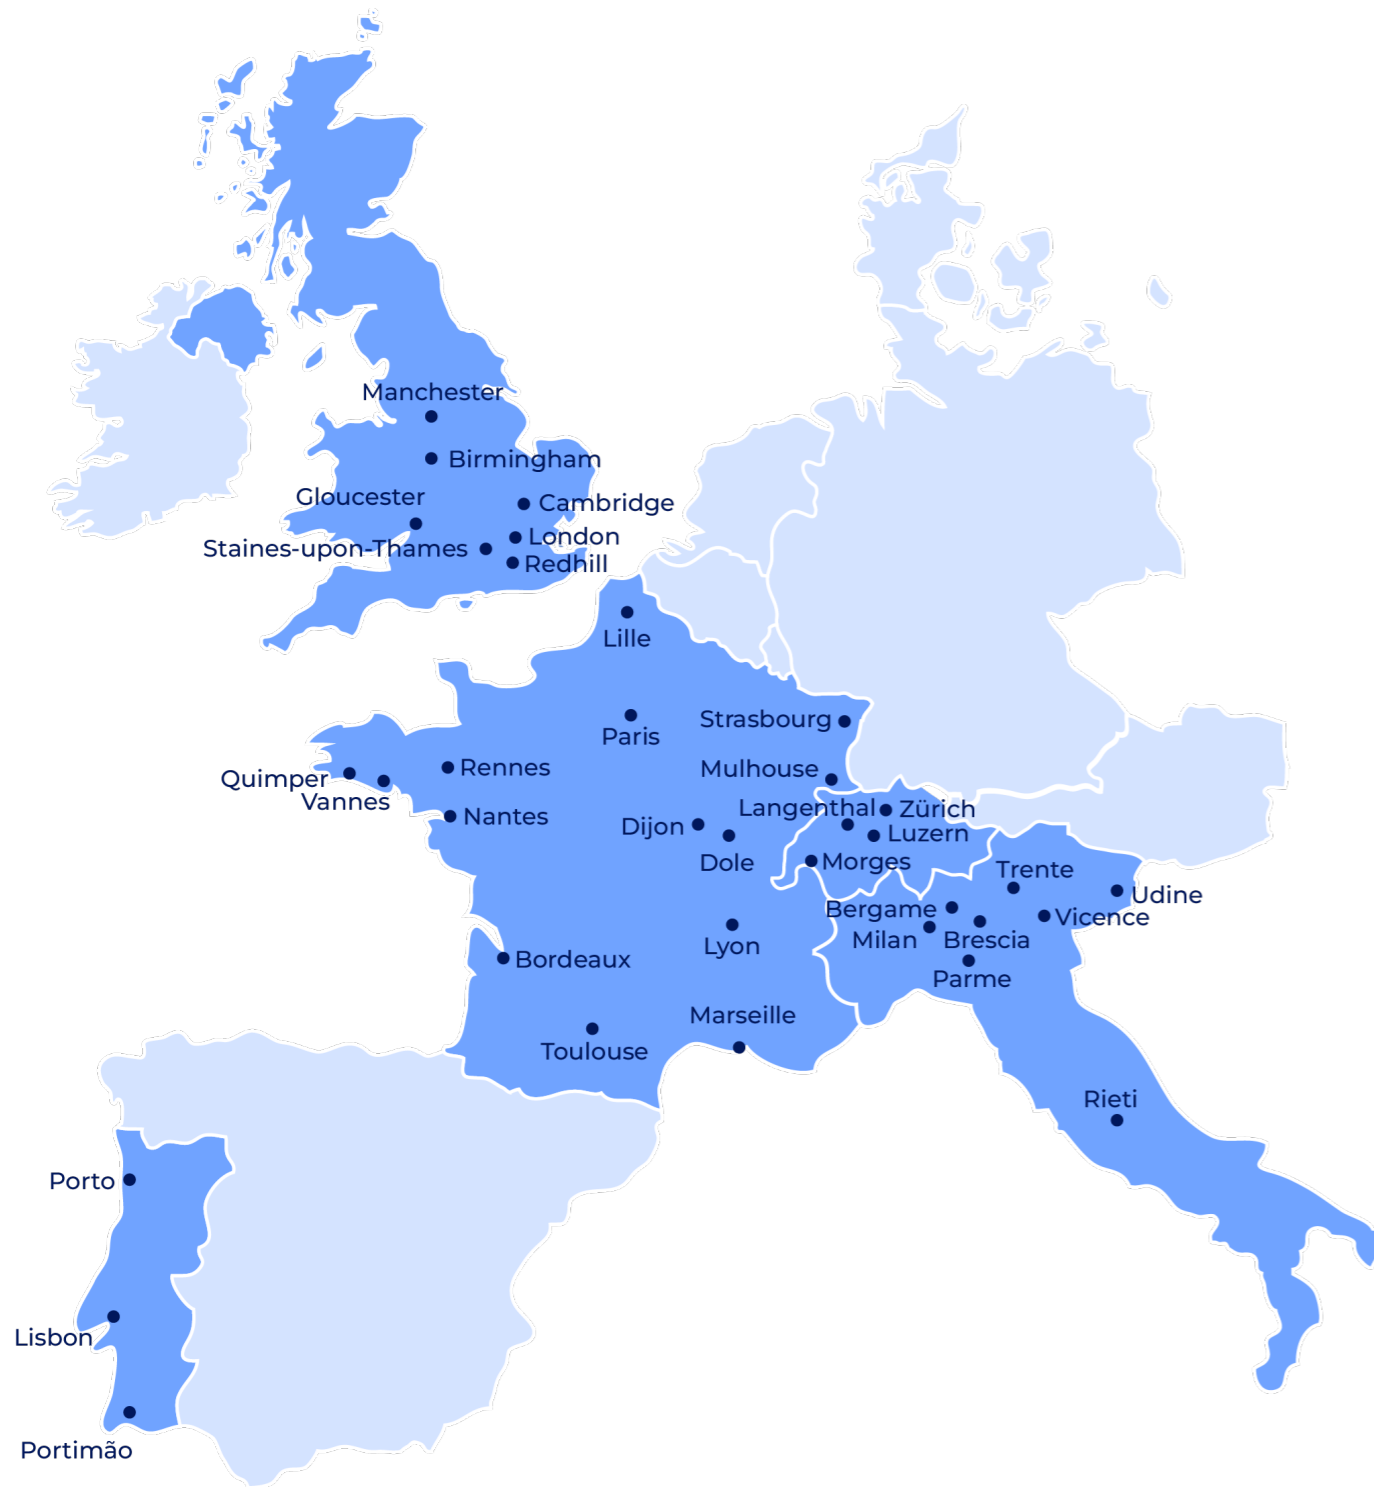 Manchester
Birmingham
Gloucester
Cambridge
London
Staines-upon-Thames
Redhill
Lille
Strasbourg
Paris
Rennes
Mulhouse
Quimper
Vannes
Langenthal
Zürich
Nantes
Dijon
Luzern
Dole
Morges
Trente
Udine
Bergame
Vicence
Milan
Brescia
Lyon
Bordeaux
Parme
Marseille
Toulouse
Rieti
Porto
Lisbon
Portimão